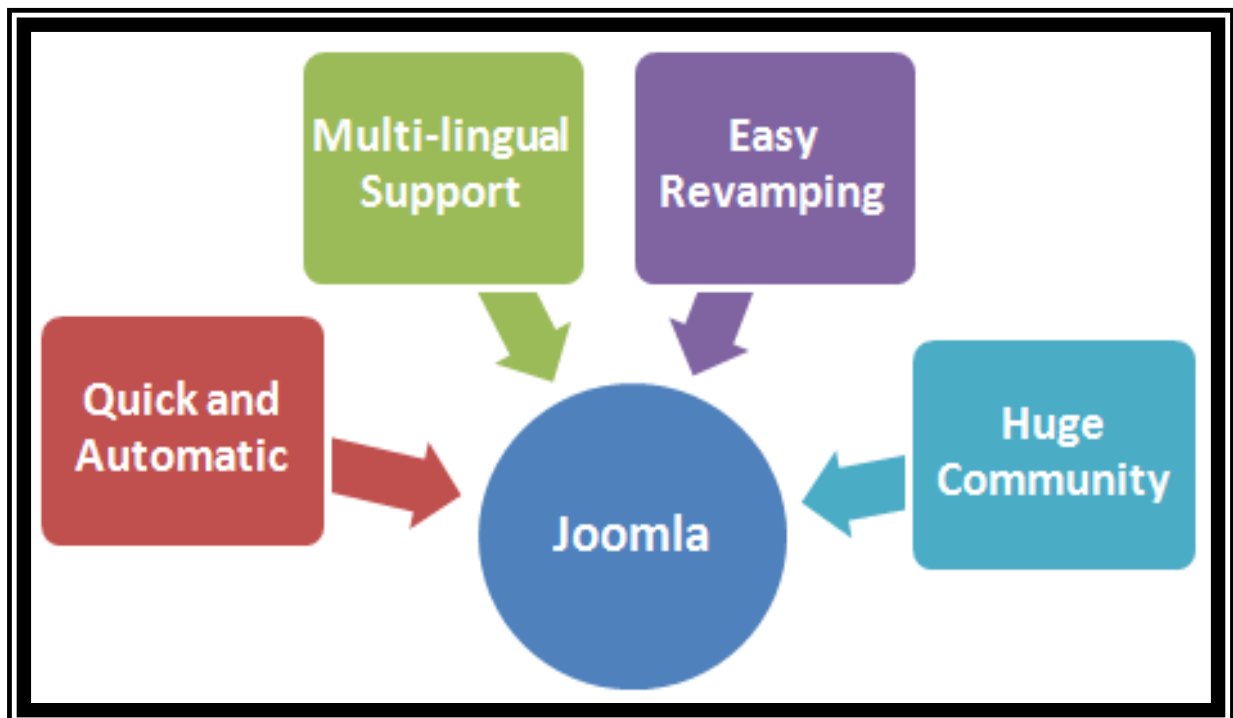 Multi-lingual
Support
Easy
Revamping
Quick and
Automatic
Huge
Community
Joomla